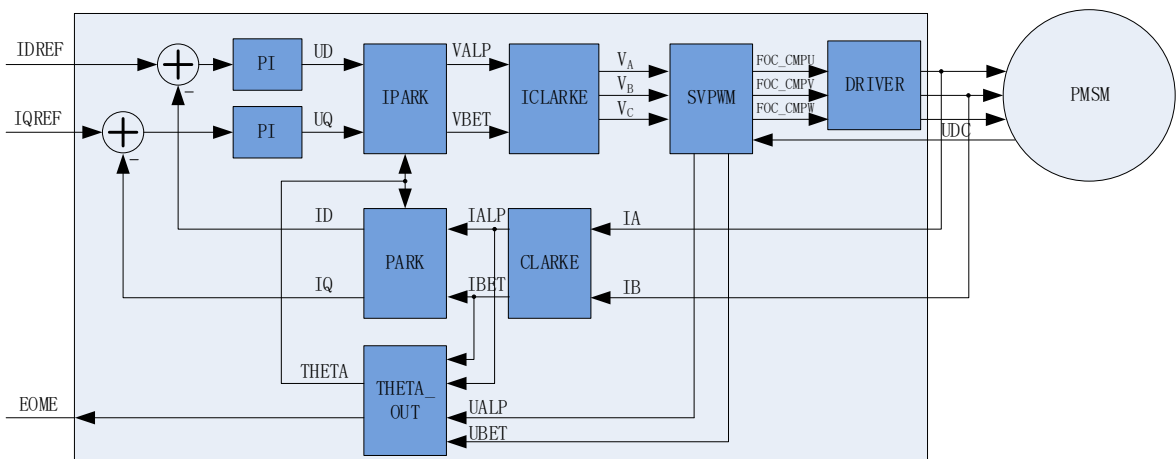 IDREF
PI
UD
IPARK
VALP
ICLARKE
VA
VB
VC
SVPWM
FOC_CMPU
FOC_CMPV
FOC_CMPW
DRIVER
PMSM
IQREF
PI
UQ
VBET
UDC
ID
PARK
IALP
CLARKE
IA
IQ
IBET
IB
THETA
THETA_
OUT
EOME
UALP
UBET